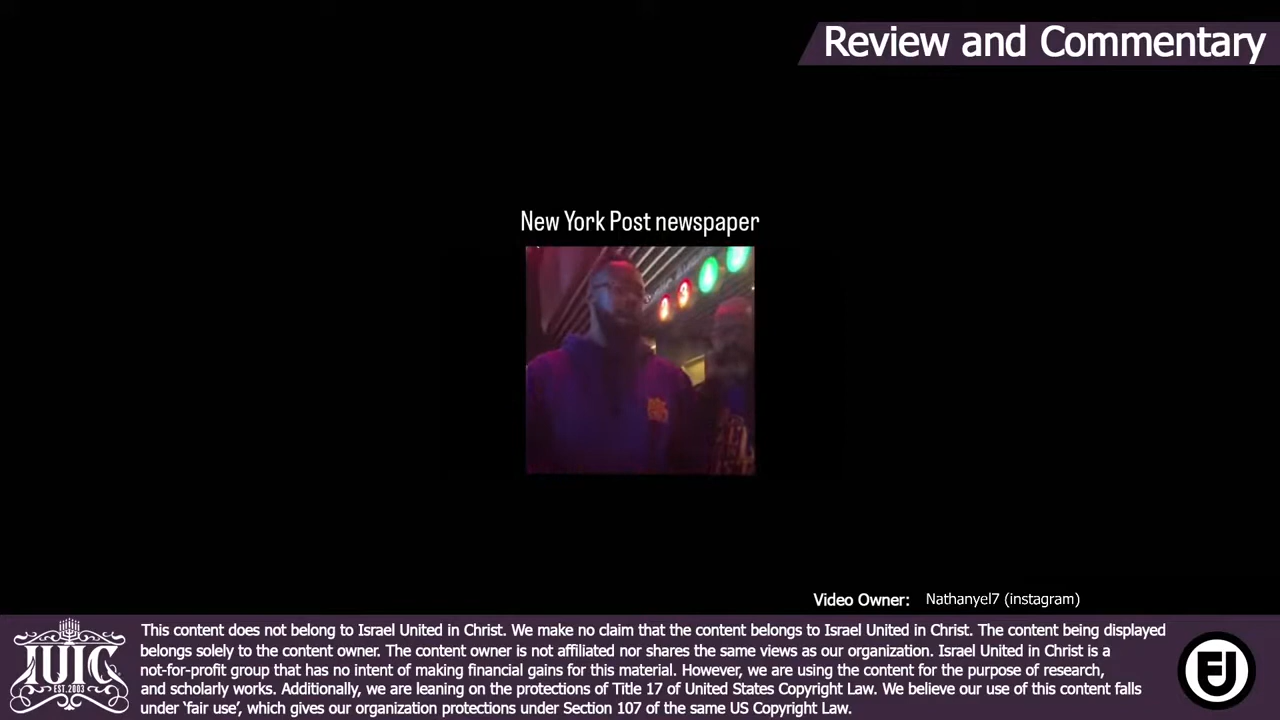 Review and Commentary
New York Post newspaper
2 3 4
Video Owner: Nathanyel7 (instagram)
This content does not belong to Israel United in Christ. We make no claim that the content belongs to Israel United in Christ. The content being displayed
belongs solely to the content owner. The content owner is not affiliated nor shares the same views as our organization. Israel United in Christ is a
not-for-profit group that has no intent of making financial gains for this material. However, we are using the content for the purpose of research,
and scholarly works. Additionally, we are leaning on the protections of Title 17 of United States Copyright Law. We believe our use of this content falls
under ‘fair use’, which gives our organization protections under Section 107 of the same US Copyright Law.
IUIC
EST. 2003